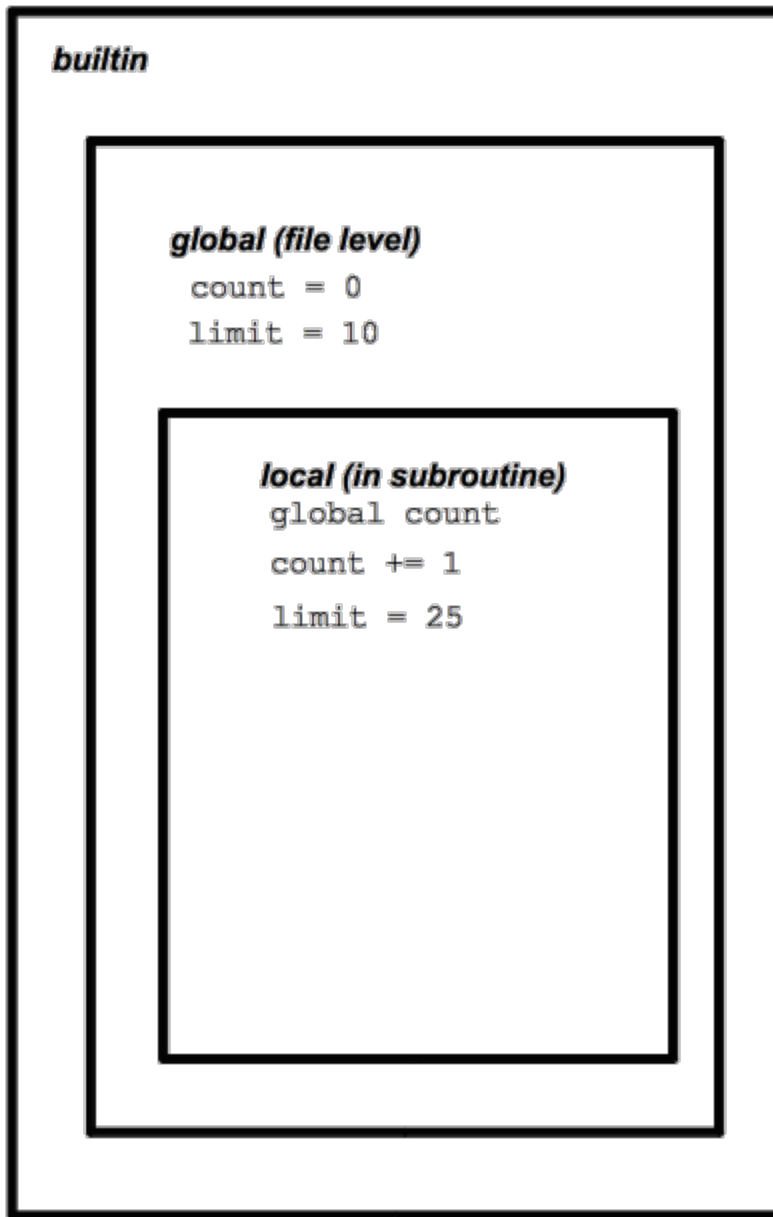 builtin
global (file level)
count = 0
limit = 10
local (in subroutine)
global count
count += 1
limit = 25